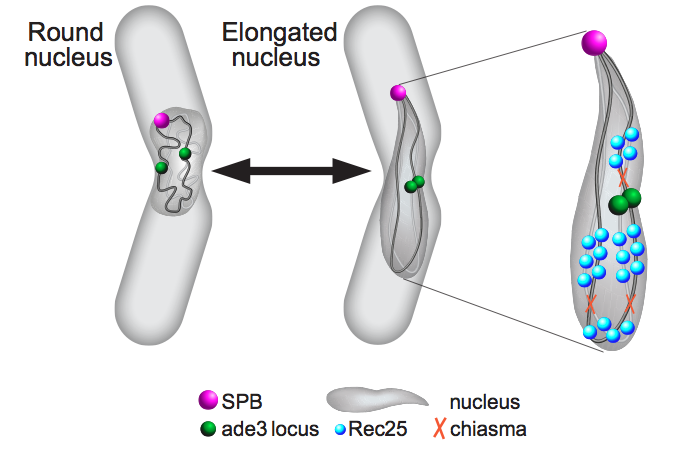 Round
nucleus
Elongated
nucleus
SPB
nucleus
ade3 locus
Rec25
chiasma